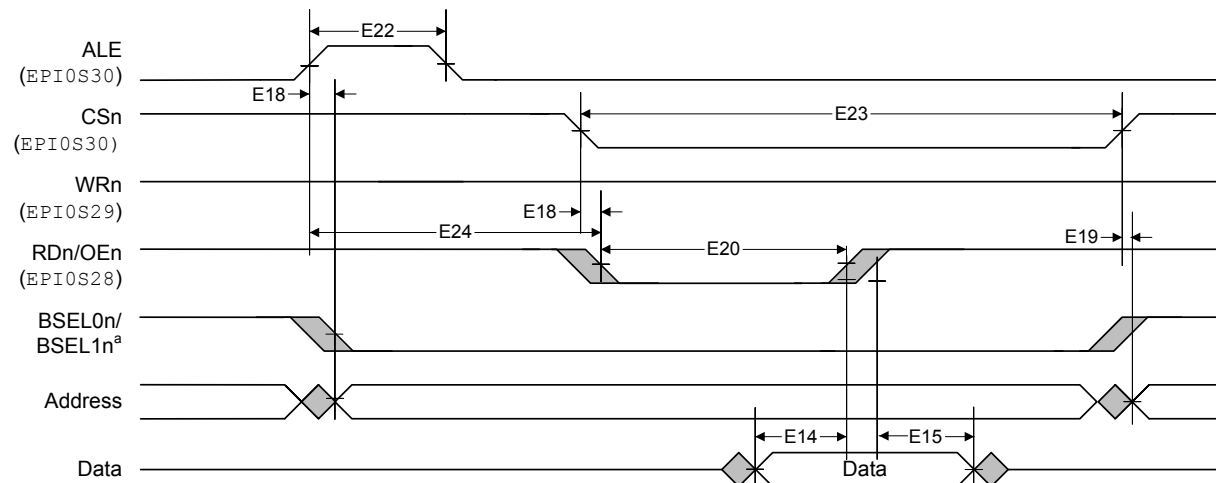 E22
ALE
(EPI0S30)
E18
CSn
E23
(EPI0S30)
WRn
(EPI0S29)
E18
E24
RDn/OEn
E20
E19
(EPI0S28)
BSEL0n/
BSEL1nª
Address
E14
E15
Data
Data